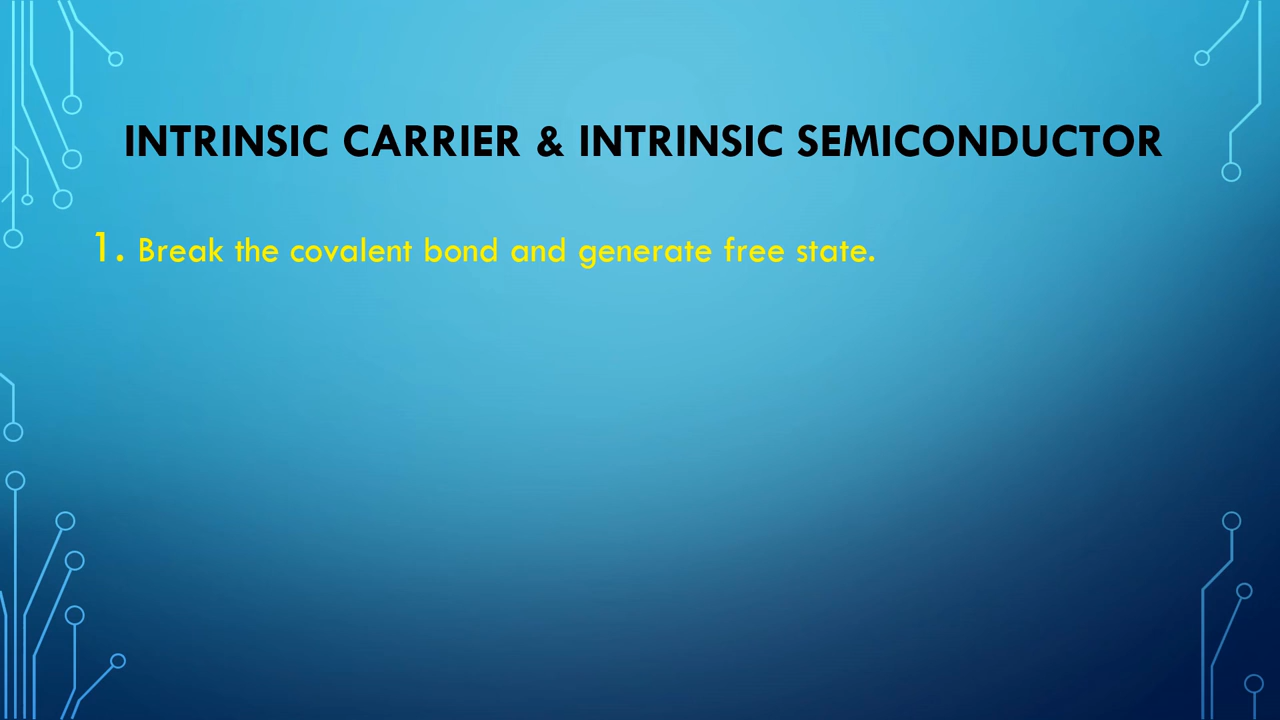 INTRINSIC CARRIER & INTRINSIC SEMICONDUCTOR
1. Break the covalent bond and generate free state.